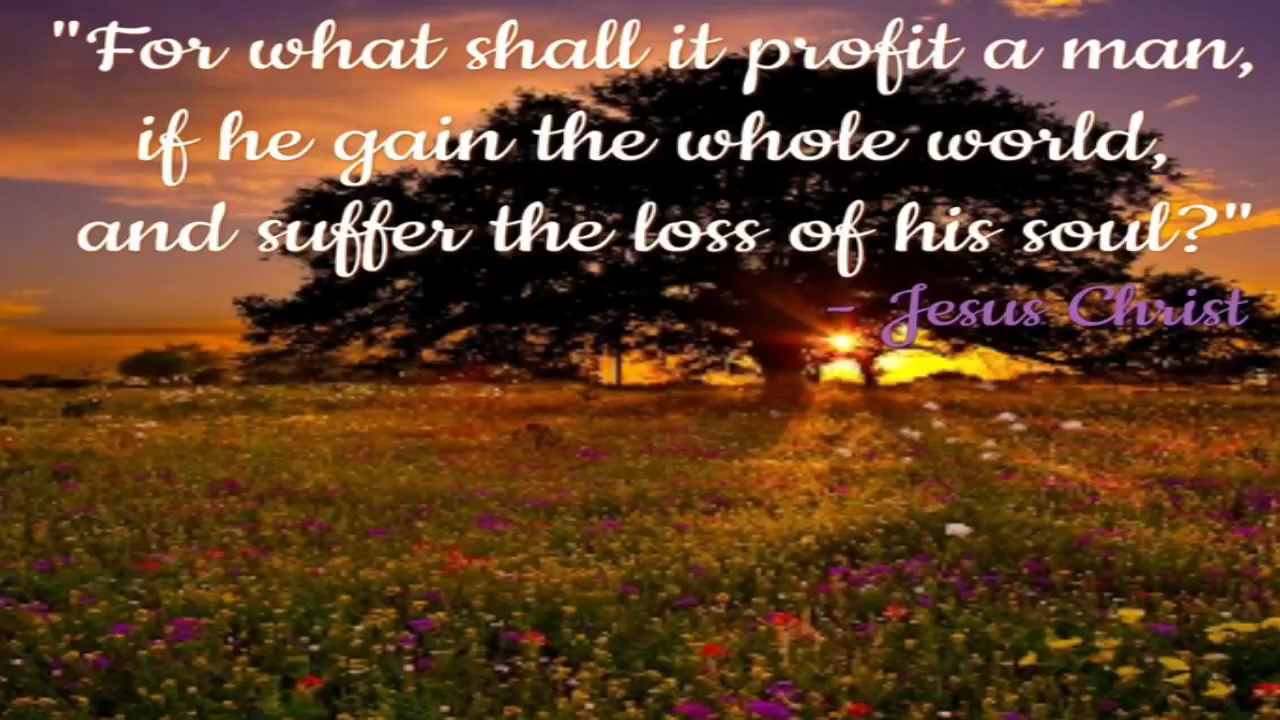 "For what shall it profit a man,
if he gain the whole world,
and suffer the loss of his soul?"
- Jesus Christ